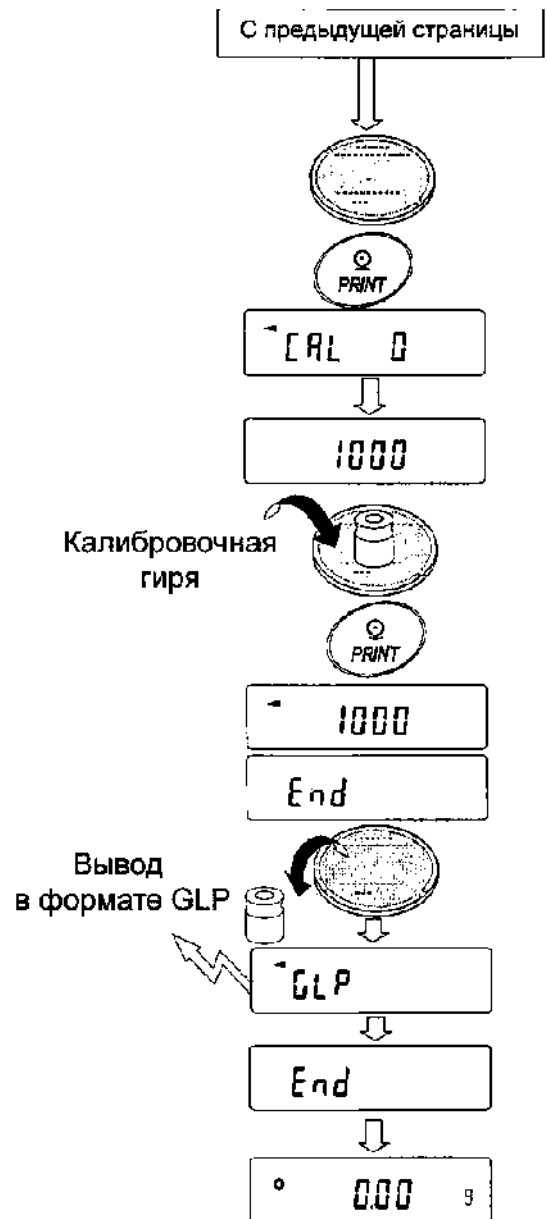 С предыдущей страницы
PRINT
CAL 0
1000
Калибровочная
гиря
PRINT
1000
End
Вывод
в формате GLP
GLP
End
0.00 g